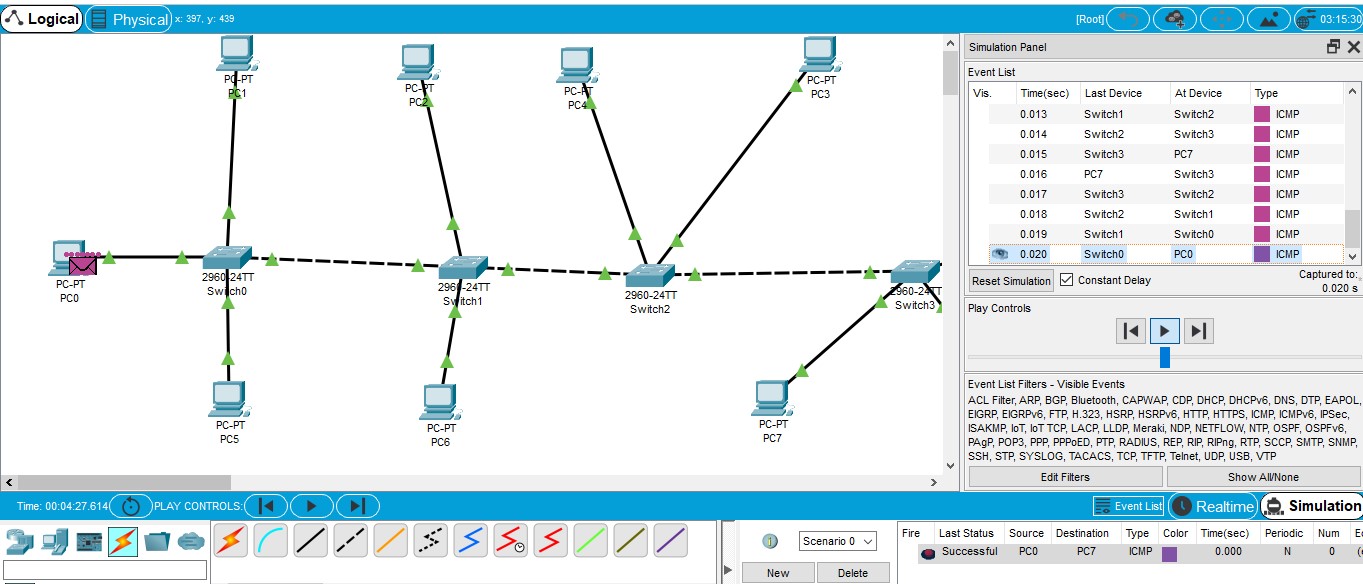 Logical Physical x: 397, y: 439 [Root] 03:15:30
PC-PT
PC1
PC-PT
PC2
PC-PT
PC4
PC-PT
PC3
PC-PT
PC0
2960-24TT
Switch0
2960-24TT
Switch1
2960-24TT
Switch2
2960-24TT
Switch3
PC-PT
PC5
PC-PT
PC6
PC-PT
PC7
Simulation Panel
Event List
Vis. Time(sec) Last Device At Device Type
0.013 Switch1 Switch2 ICMP
0.014 Switch2 Switch3 ICMP
0.015 Switch3 PC7 ICMP
0.016 PC7 Switch3 ICMP
0.017 Switch3 Switch2 ICMP
0.018 Switch2 Switch1 ICMP
0.019 Switch1 Switch0 ICMP
0.020 Switch0 PC0 ICMP
Reset Simulation Constant Delay Captured to:
0.020 s
Play Controls
Event List Filters - Visible Events
ACL Filter, ARP, BGP, Bluetooth, CAPWAP, CDP, DHCP, DHCPv6, DNS, DTP, EAPOL,
EIGRP, EIGRPv6, FTP, H.323, HSRP, HSRPv6, HTTP, HTTPS, ICMP, ICMPv6, IPSec,
ISAKMP, IoT, IoT TCP, LACP, LLDP, Meraki, NDP, NETFLOW, NTP, OSPF, OSPFv6,
PAgP, POP3, PPP, PPPoED, PTP, RADIUS, REP, RIP, RIPng, RTP, SCCP, SMTP, SNMP,
SSH, STP, SYSLOG, TACACS, TCP, TFTP, Telnet, UDP, USB, VTP
Edit Filters Show All/None
Time: 00:04:27.614 PLAY CONTROLS: Event List Realtime Simulation
Scenario 0
New Delete
Fire Last Status Source Destination Type Color Time(sec) Periodic Num
Successful PC0 PC7 ICMP 0.000 N 0